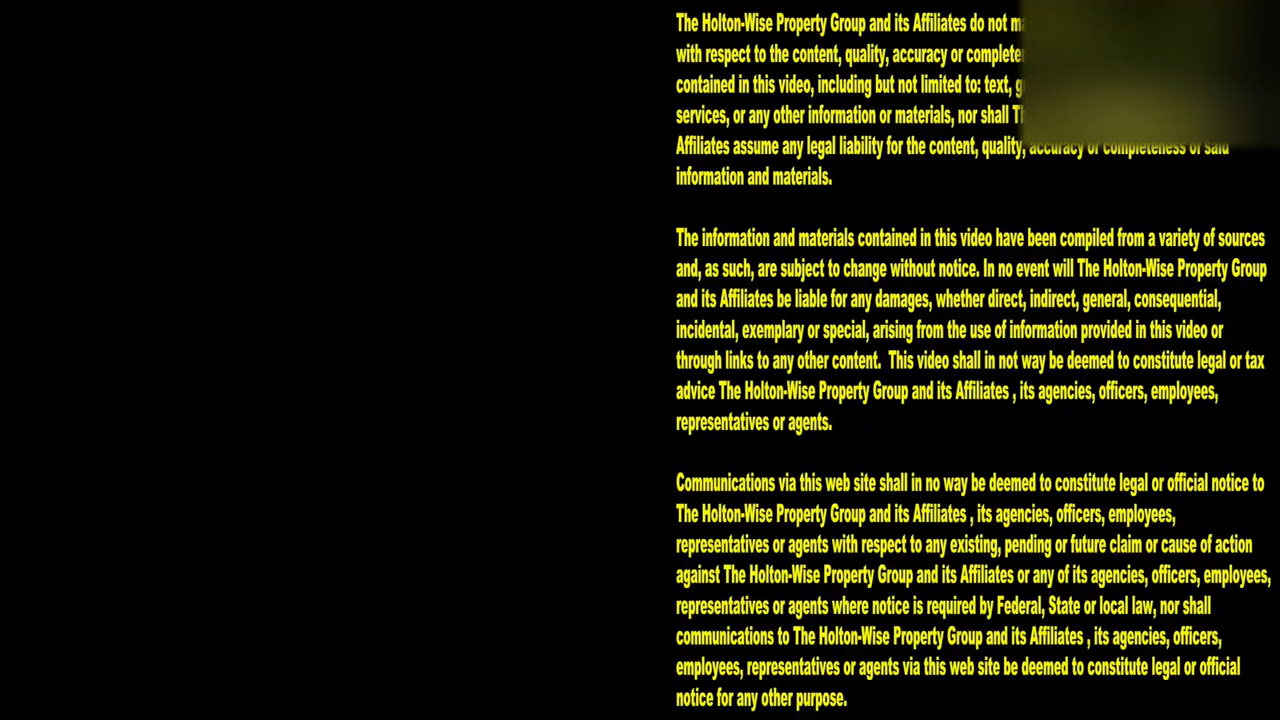 The Holton-Wise Property Group and its Affiliates do not
with respect to the content, quality, accuracy or
contained in this video, including but not limited to: text,
services, or any other information or materials, nor shall
Affiliates assume any legal liability for the content, quality, accuracy or completeness of said
information and materials.
The information and materials contained in this video have been compiled from a variety of sources
and, as such, are subject to change without notice. In no event will The Holton-Wise Property Group
and its Affiliates be liable for any damages, whether direct, indirect, general, consequential,
incidental, exemplary or special, arising from the use of information provided in this video or
through links to any other content. This video shall in not way be deemed to constitute legal or tax
advice The Holton-Wise Property Group and its Affiliates , its agencies, officers, employees,
representatives or agents.
Communications via this web site shall in no way be deemed to constitute legal or official notice to
The Holton-Wise Property Group and its Affiliates , its agencies, officers, employees,
representatives or agents with respect to any existing, pending or future claim or cause of action
against The Holton-Wise Property Group and its Affiliates or any of its agencies, officers, employees,
representatives or agents where notice is required by Federal, State or local law, nor shall
communications to The Holton-Wise Property Group and its Affiliates , its agencies, officers,
employees, representatives or agents via this web site be deemed to constitute legal or official
notice for any other purpose.